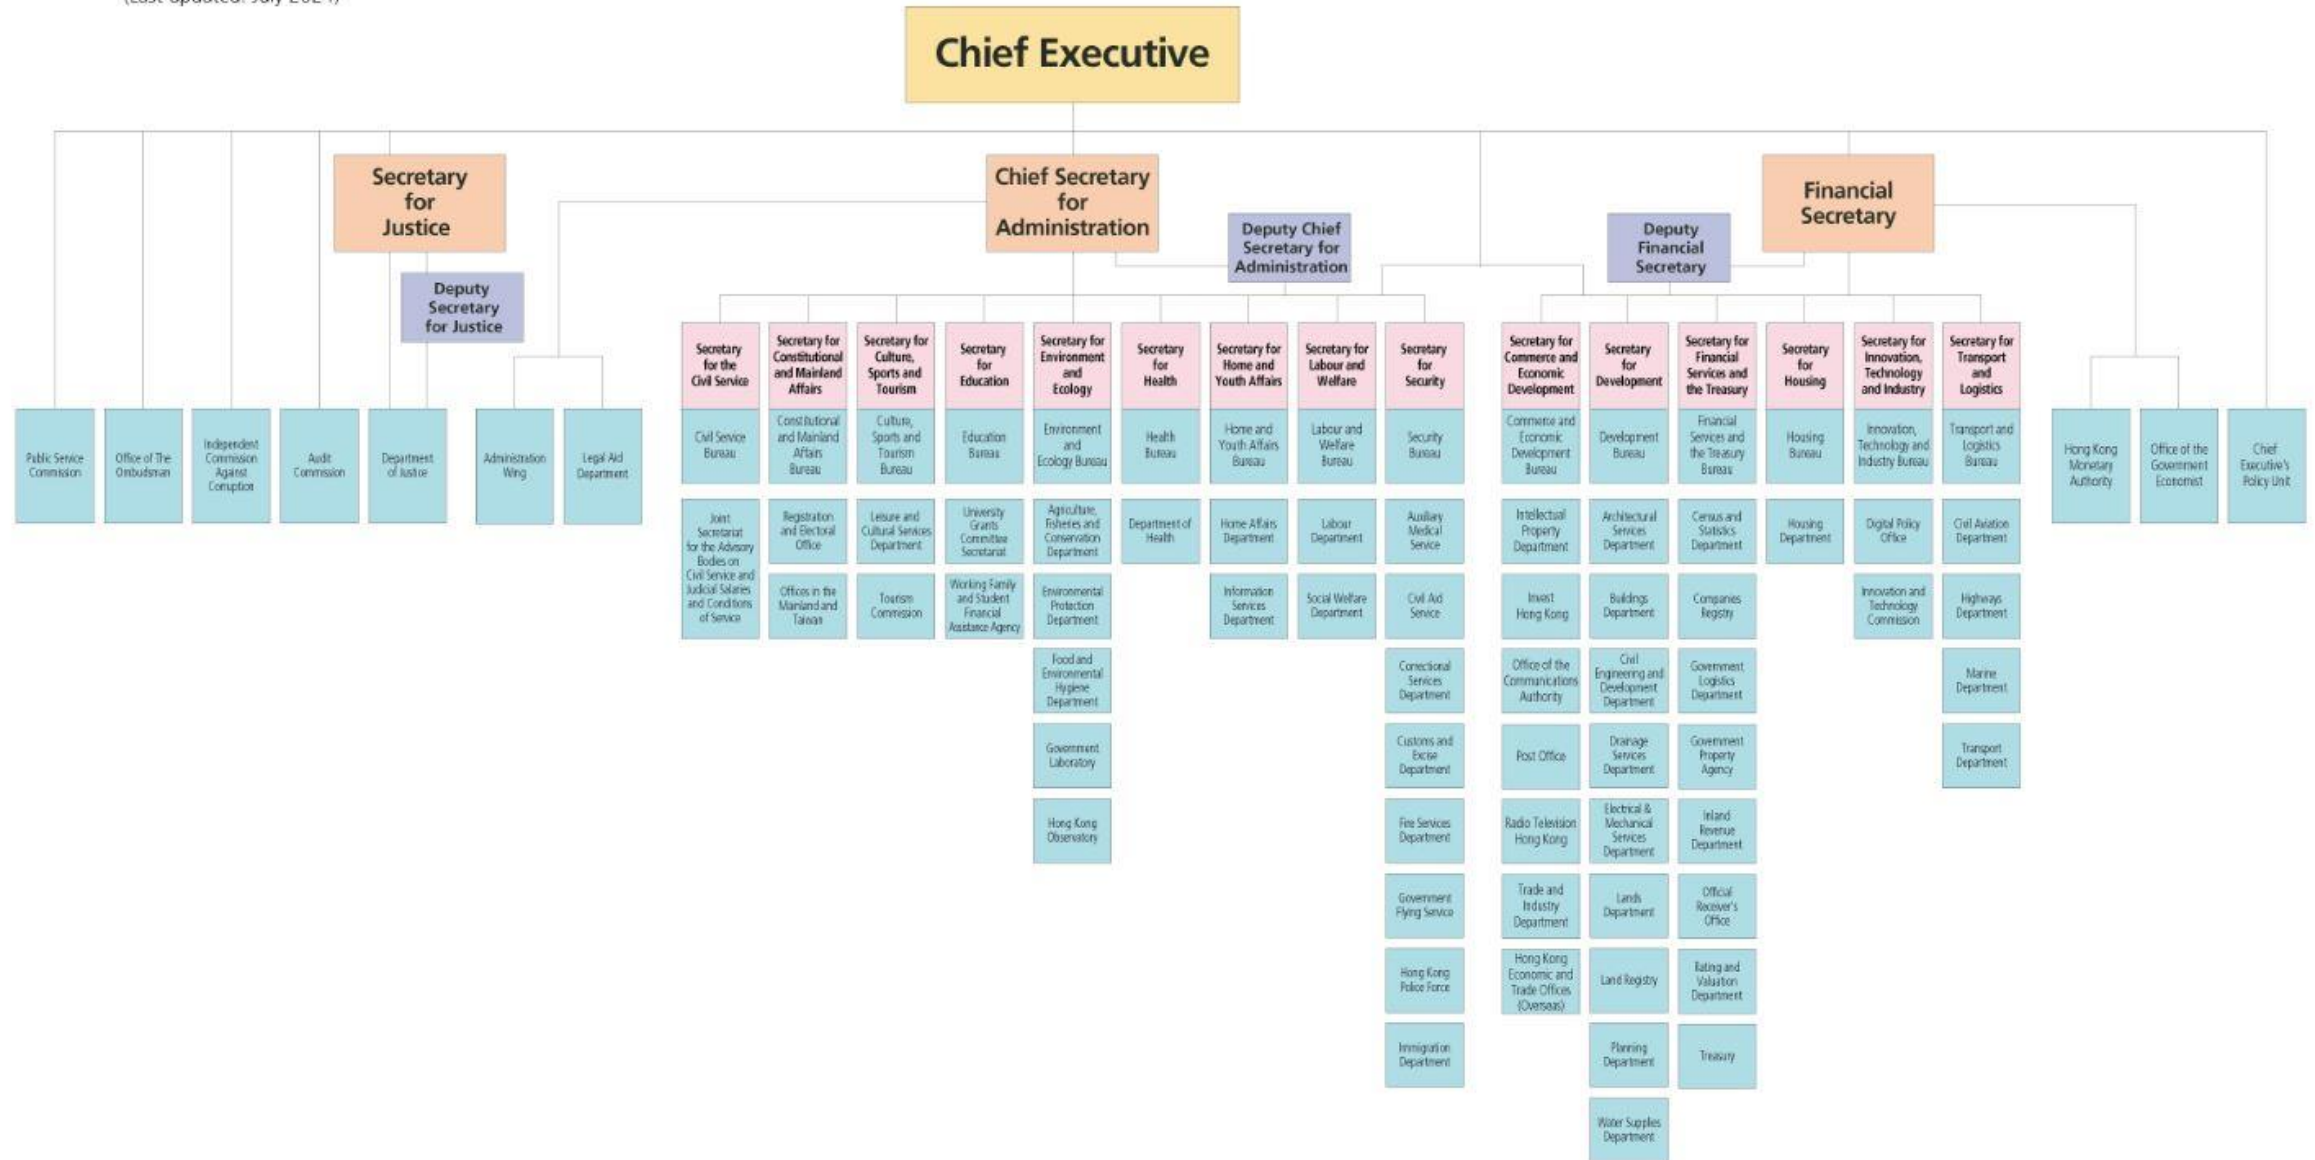 (Last updated: July 2024)
Chief Executive
Secretary
for
Justice
Chief Secretary
for
Administration
Financial
Secretary
Deputy Chief
Secretary for
Administration
Deputy
Financial
Secretary
Deputy
Secretary
for Justice
Secretary
for the
Civil Service
Secretary for
Constitutional
and Mainland
Affairs
Secretary for
Culture,
Sports and
Tourism
Secretary
for
Education
Secretary for
Environment
and
Ecology
Secretary
for
Health
Secretary for
Home and
Youth Affairs
Secretary for
Labour and
Welfare
Secretary
for
Security
Secretary for
Commerce and
Economic
Development
Secretary
for
Development
Secretary for
Financial
Services and
the Treasury
Secretary
for
Housing
Secretary for
Innovation,
Technology
and Industry
Secretary for
Transport
and
Logistics
Public Service
Commission
Office of The
Ombudsman
Independent
Commission
Against
Corruption
Audit
Commission
Department
of Justice
Administration
Wing
Legal Aid
Department
Civil Service
Bureau
Constitutional
and Mainland
Affairs
Bureau
Culture,
Sports and
Tourism
Bureau
Education
Bureau
Environment
and
Ecology Bureau
Health
Bureau
Home and
Youth Affairs
Bureau
Labour and
Welfare
Bureau
Security
Bureau
Commerce and
Economic
Development
Bureau
Development
Bureau
Financial
Services and
the Treasury
Bureau
Housing
Bureau
Innovation,
Technology and
Industry Bureau
Transport and
Logistics
Bureau
Hong Kong
Monetary
Authority
Office of the
Government
Economist
Chief
Executive's
Policy Unit
Joint
Secretariat
for the Advisory
Bodies on
Civil Service and
Judicial Salaries
and Conditions
of Service
Registration
and Electoral
Office
Leisure and
Cultural Services
Department
University
Grants
Committee
Secretariat
Agriculture,
Fisheries and
Conservation
Department
Department of
Health
Home Affairs
Department
Labour
Department
Auxiliary
Medical
Service
Intellectual
Property
Department
Architectural
Services
Department
Census and
Statistics
Department
Housing
Department
Digital Policy
Office
Civil Aviation
Department
Offices in the
Mainland and
Taiwan
Tourism
Commission
Working Family
and Student
Financial
Assistance Agency
Environmental
Protection
Department
Information
Services
Department
Social Welfare
Department
Civil Aid
Service
Invest
Hong Kong
Buildings
Department
Companies
Registry
Innovation and
Technology
Commission
Highways
Department
Food and
Environmental
Hygiene
Department
Correctional
Services
Department
Office of the
Communications
Authority
Civil
Engineering and
Development
Department
Government
Logistics
Department
Marine
Department
Government
Laboratory
Customs and
Excise
Department
Post Office
Drainage
Services
Department
Government
Property
Agency
Transport
Department
Hong Kong
Observatory
Fire Services
Department
Radio Television
Hong Kong
Electrical &
Mechanical
Services
Department
Inland
Revenue
Department
Government
Flying Service
Trade and
Industry
Department
Lands
Department
Official
Receiver's
Office
Hong Kong
Police Force
Hong Kong
Economic and
Trade Offices
(Overseas)
Land Registry
Rating and
Valuation
Department
Immigration
Department
Planning
Department
Treasury
Water Supplies
Department